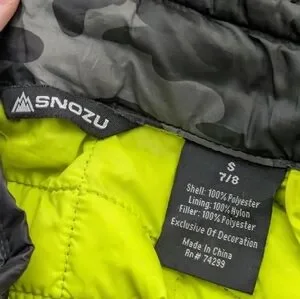 SNOZU
S
7/8
Shell: 100% Polyester
Lining: 100% Nylon
Filler: 100% Polyester
Exclusive Of Decoration
Made In China
Rn# 74299